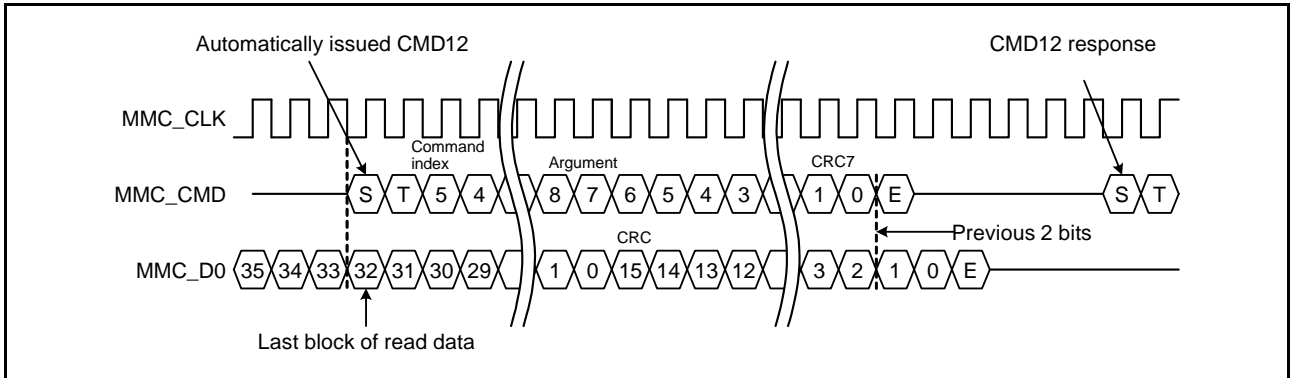 Automatically issued CMD12
CMD12 response
MMC_CLK
Command
index
Argument
CRC7
MMC_CMD
S T 5 4 8 7 6 5 4 3 1 0 E S T
Previous 2 bits
CRC
MMC_D0
35 34 33 32 31 30 29 1 0 15 14 13 12 3 2 1 0 E
Last block of read data